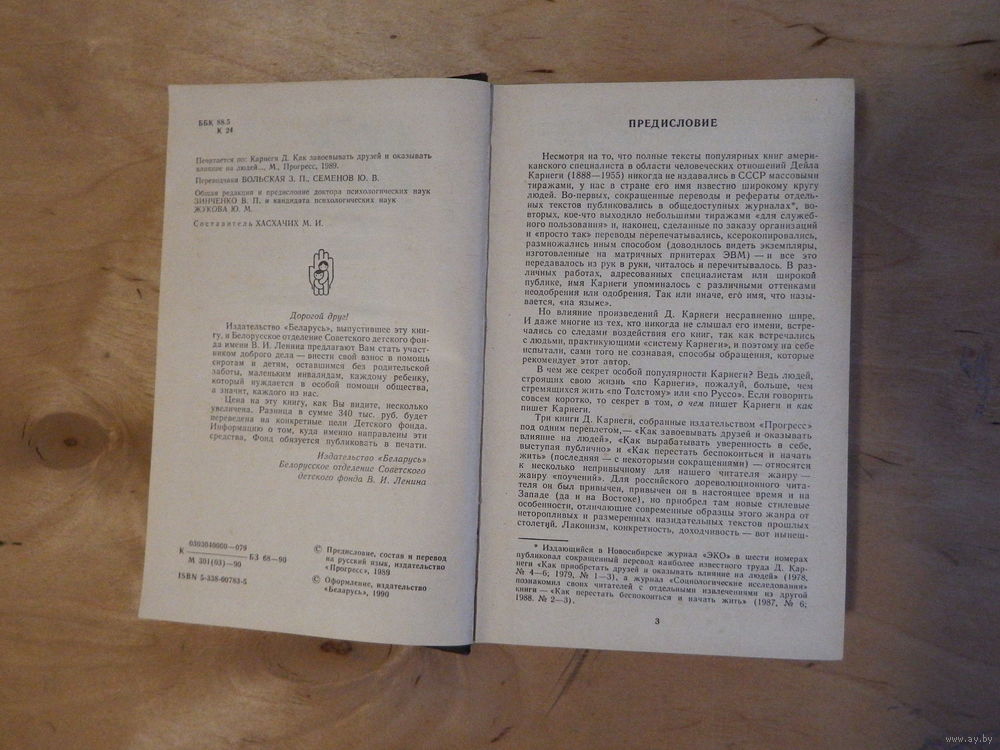 ББК 88.5
К 24
Печатается по: Карнеги Д. Как завоевывать друзей и оказывать
влияние на людей..., М., Прогресс, 1989.
Переводчики ВОЛЬСКАЯ З. П., СЕМЕНОВ Ю. В.
Общая редакция и предисловие доктора психологических наук
ЗИНЧЕНКО В. П. и кандидата психологических наук
ЖУКОВА Ю. М.
Составитель ХАСХАЧИХ М. И.
Дорогой друг!
Издательство «Беларусь», выпустившее эту кни-
гу, и Белорусское отделение Советского детского фон-
да имени В. И. Ленина предлагают Вам стать участ-
ником доброго дела — внести свой взнос в помощь
сиротам и детям, оставшимся без родительской
заботы, маленьким инвалидам, каждому ребенку,
который нуждается в особой помощи общества,
а значит, каждого из нас.
Цена на эту книгу, как Вы видите, несколько
увеличена. Разница в сумме 340 тыс. руб. будет
переведена на конкретные цели Детского фонда.
Информацию о том, куда именно направлены эти
средства, Фонд обязуется публиковать в печати.
Издательство «Беларусь»
Белорусское отделение Советского
детского фонда В. И. Ленина
К 0303040000—079
М 301(03)—90 БЗ 68—90
ISBN 5-338-00783-5
© Предисловие, состав и перевод
на русский язык, издательство
«Прогресс», 1989
© Оформление, издательство
«Беларусь», 1990
ПРЕДИСЛОВИЕ
Несмотря на то, что полные тексты популярных книг аме-
риканского специалиста в области человеческих отношений Дейла
Карнеги (1888—1955) никогда не издавались в СССР массовыми
тиражами, у нас в стране его имя известно широкому кругу
людей. Во-первых, сокращенные переводы и рефераты отдель-
ных текстов публиковались в общедоступных журналах*, во-
вторых, кое-что выходило небольшими тиражами «для служеб-
ного пользования» и, наконец, сделанные по заказу организаций
и «просто так» переводы перепечатывались, ксерокопировались,
размножались иным способом (доводилось видеть экземпляры,
изготовленные на матричных принтерах ЭВМ) — и все это
передавалось из рук в руки, читалось и перечитывалось. В раз-
личных работах, адресованных специалистам или широкой
публике, имя Карнеги упоминалось с различными оттенками
неодобрения или одобрения. Так или иначе, его имя, что назы-
вается, «на языке».
Но влияние произведений Д. Карнеги несравненно шире.
И даже многие из тех, кто никогда не слышал его имени, встре-
чались со следами воздействия его книг, так как встречались
с людьми, практикующими «систему Карнеги», и поэтому на себе
испытали, сами того не сознавая, способы обращения, которые
рекомендует этот автор.
В чем же секрет особой популярности Карнеги? Ведь людей,
строящих свою жизнь «по Карнеги», пожалуй, больше, чем
стремящихся жить «по Толстому» или «по Руссо». Если говорить
совсем коротко, то секрет в том, о чем пишет Карнеги и как
пишет Карнеги.
Три книги Д. Карнеги, собранные издательством «Прогресс»
под одним переплетом,— «Как завоевывать друзей и оказывать
влияние на людей», «Как вырабатывать уверенность в себе,
выступая публично» и «Как перестать беспокоиться и начать
жить» (последняя — с некоторыми сокращениями) — относятся
к несколько непривычному для нашего читателя жанру —
жанру «поучений». Для российского дореволюционного чита-
теля он был привычен, привычен он в настоящее время и на
Западе (да и на Востоке), но приобрел там новые стилевые
особенности, отличающие современные образцы этого жанра от
неторопливых и размеренных назидательных текстов прошлых
столетий. Лаконизм, конкретность, доходчивость — вот нынеш-
* Издающийся в Новосибирске журнал «ЭКО» в шести номерах
публиковал сокращенный перевод наиболее известного труда Д. Кар-
неги «Как приобретать друзей и оказывать влияние на людей» (1978,
№ 4—6; 1979, № 1—3), а журнал «Социологические исследования»
познакомил своих читателей с отдельными извлечениями из другой
книги — «Как перестать беспокоиться и начать жить» (1987, № 6;
1988. № 2—3).
3
www.ay.by